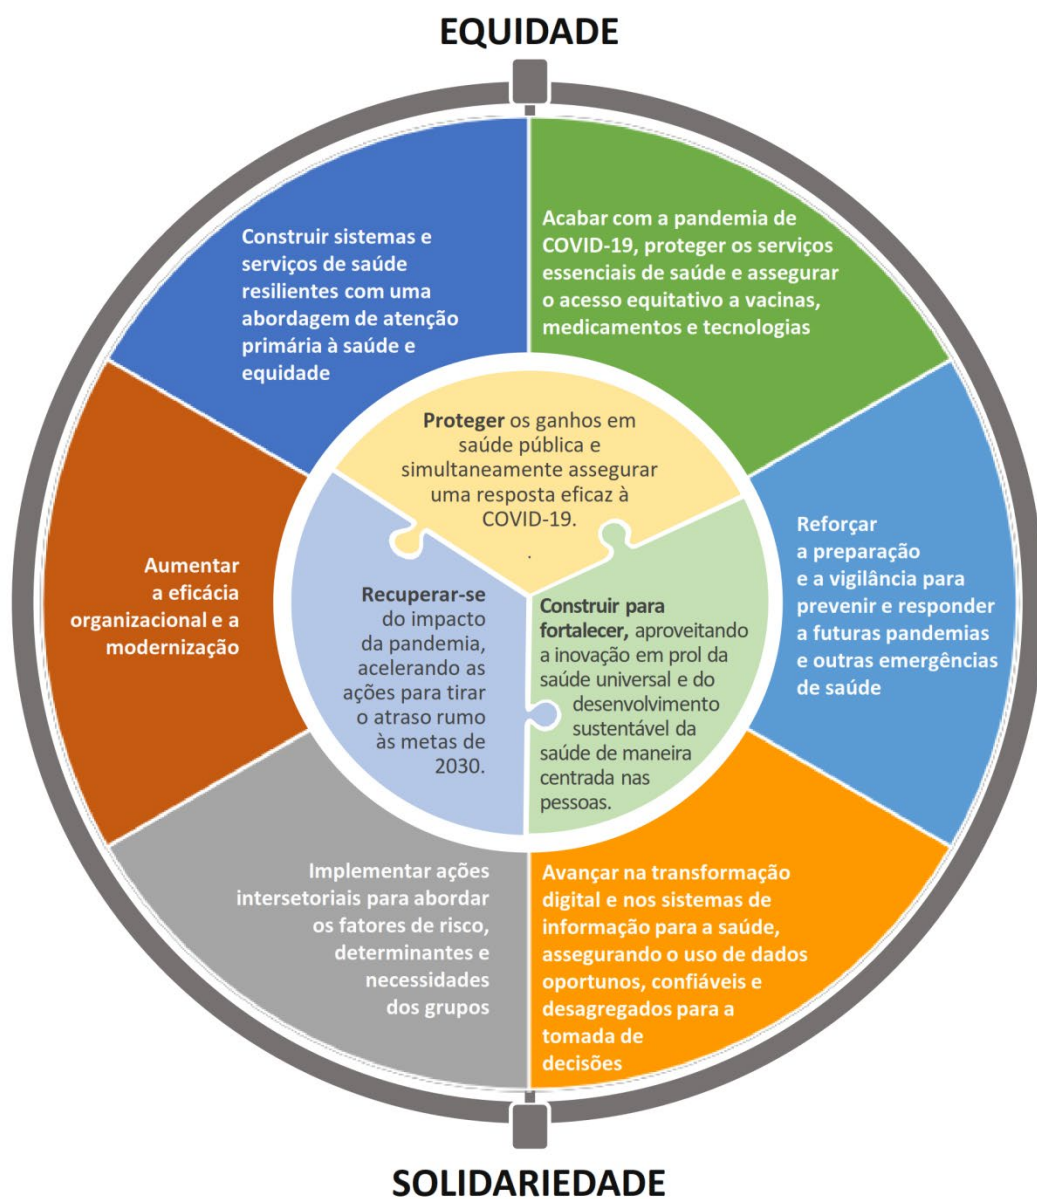 EQUIDADE
Construir sistemas e
serviços de saúde
resilientes com uma
abordagem de atenção
primária à saúde e
equidade
Acabar com a pandemia de
COVID-19, proteger os serviços
essenciais de saúde e assegurar
o acesso equitativo a vacinas,
medicamentos e tecnologias
Reforçar
a preparação
e a vigilância para
prevenir e responder
a futuras pandemias
e outras emergências
de saúde
Avançar na transformação
digital e nos sistemas de
informação para a saúde,
assegurando o uso de dados
oportunos, confiáveis e
desagregados para a
tomada de
decisões
Implementar ações
intersetoriais para abordar
os fatores de risco,
determinantes e
necessidades
dos grupos
Aumentar
a eficácia
organizacional e a
modernização
Proteger os ganhos em
saúde pública e
simultaneamente assegurar
uma resposta eficaz à
COVID-19.
.
Recuperar-se
do impacto
da pandemia,
acelerando as
ações para tirar
o atraso rumo
às metas de
2030.
Construir para
fortalecer, aproveitando
a inovação em prol da
saúde universal e do
desenvolvimento
sustentável da
saúde de maneira
centrada nas
pessoas.
SOLIDARIEDADE